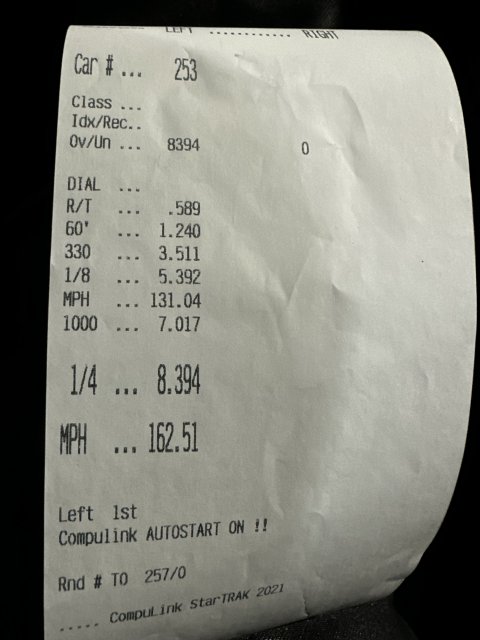 LEFT ............ RIGHT
Car # ... 253
Class ...
Idx/Rec..
Ov/Un ... 8394 0
DIAL ...
R/T ... .589
60' ... 1.240
330 ... 3.511
1/8 ... 5.392
MPH ... 131.04
1000 ... 7.017
1/4 ... 8.394
MPH ... 162.51
Left 1st
Compulink AUTOSTART ON !!
Rnd # TO 257/0
..... CompuLink StarTRAK 2021